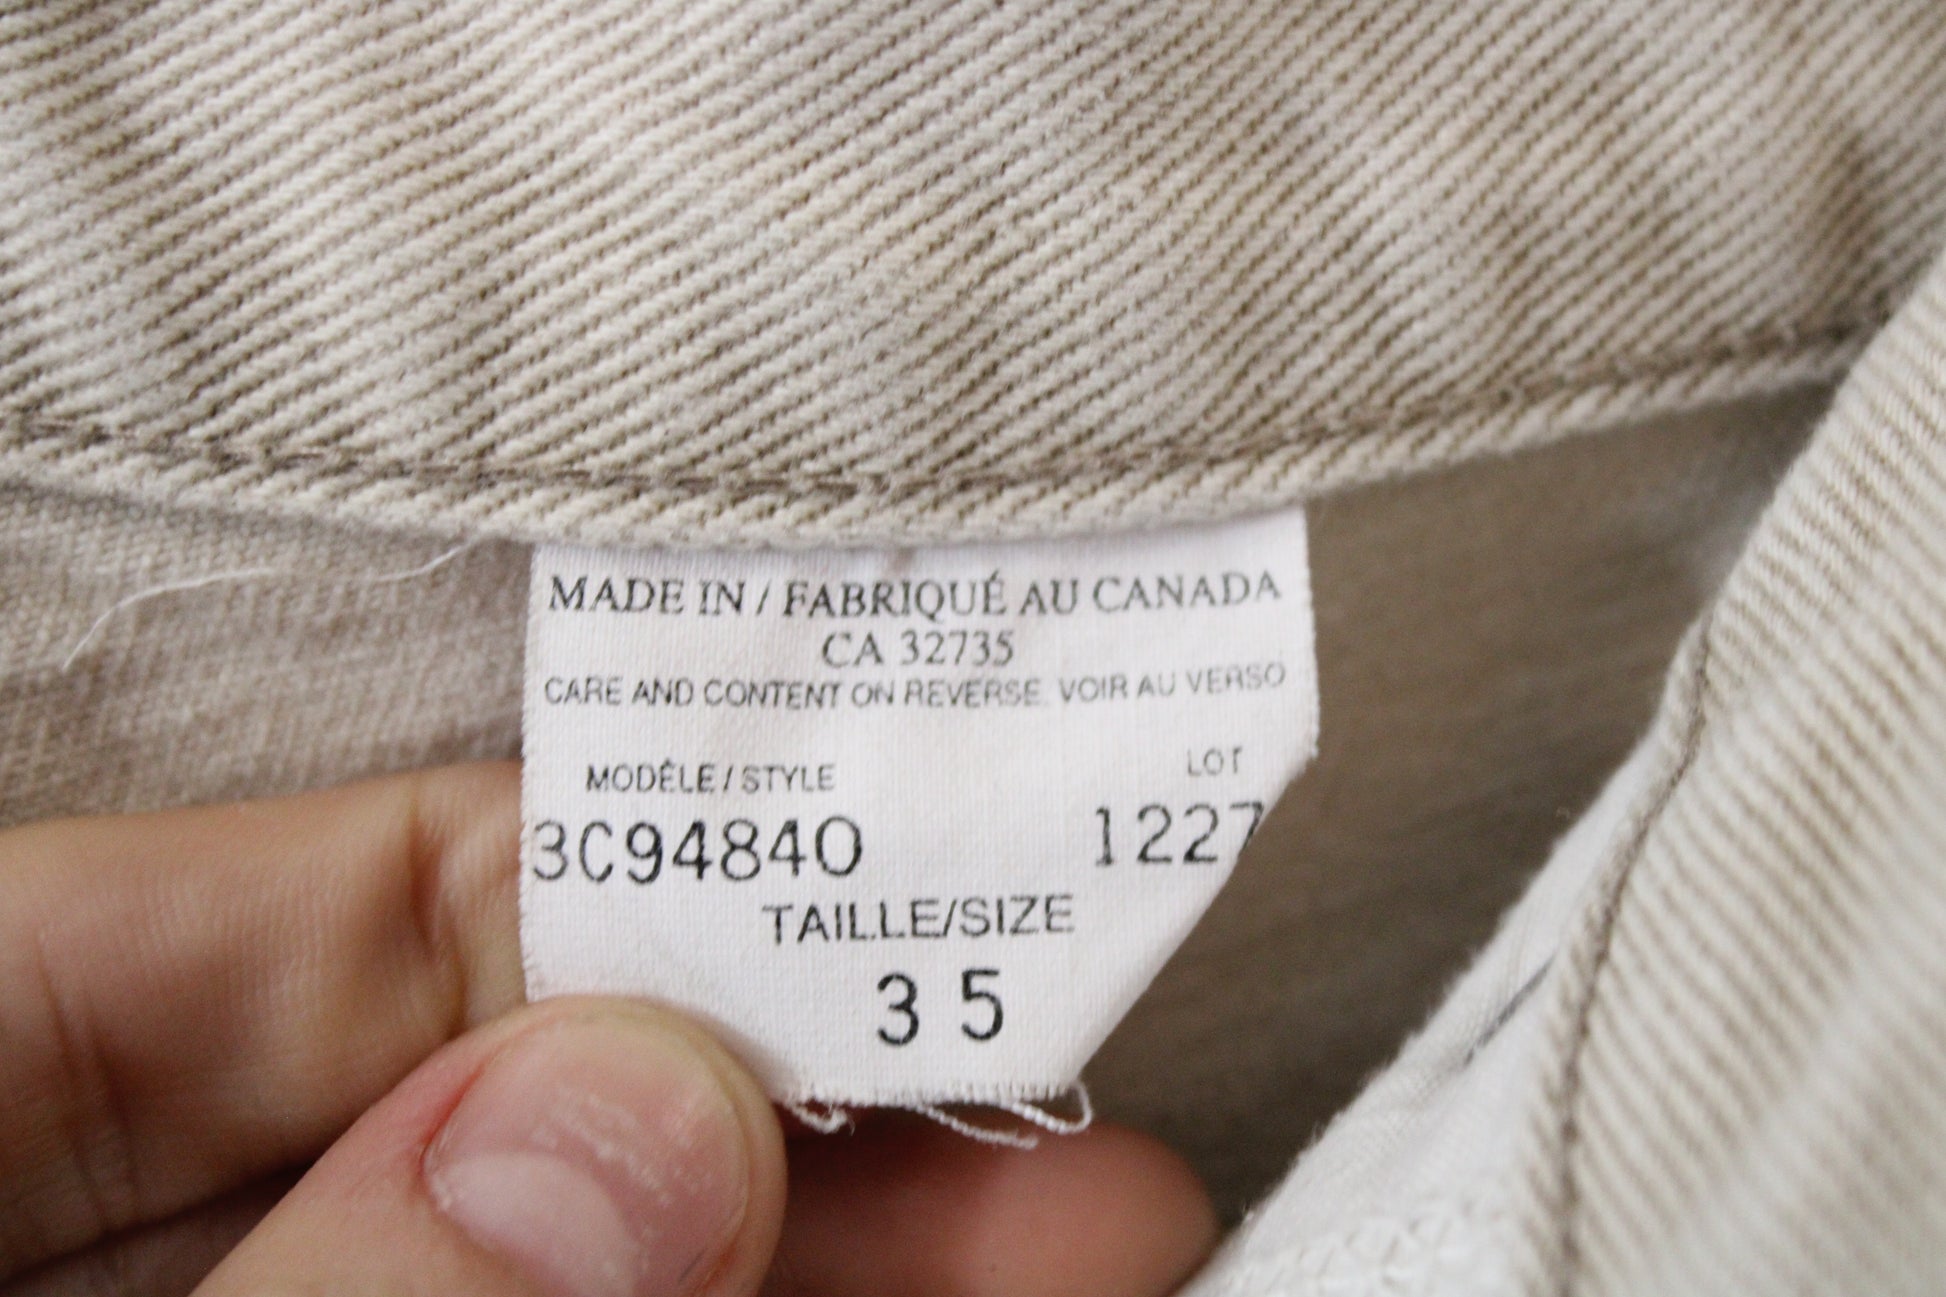 MADE IN / FABRIQUÉ AU CANADA
CA 32735
CARE AND CONTENT ON REVERSE. VOIR AU VERSO
MODÈLE / STYLE LOT
3C94840 1227
TAILLE/SIZE
35